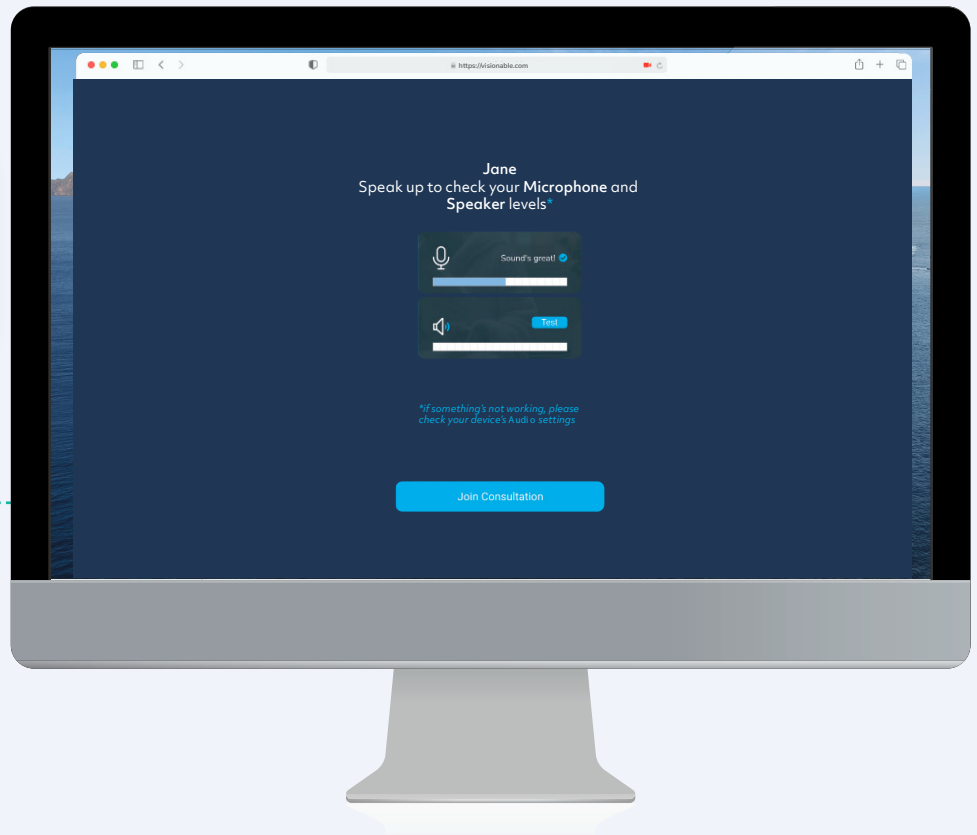 https://visionable.com
Jane
Speak up to check your Microphone and
Speaker levels*
Sound's great!
Test
*if something's not working, please
check your device's Audio settings
Join Consultation